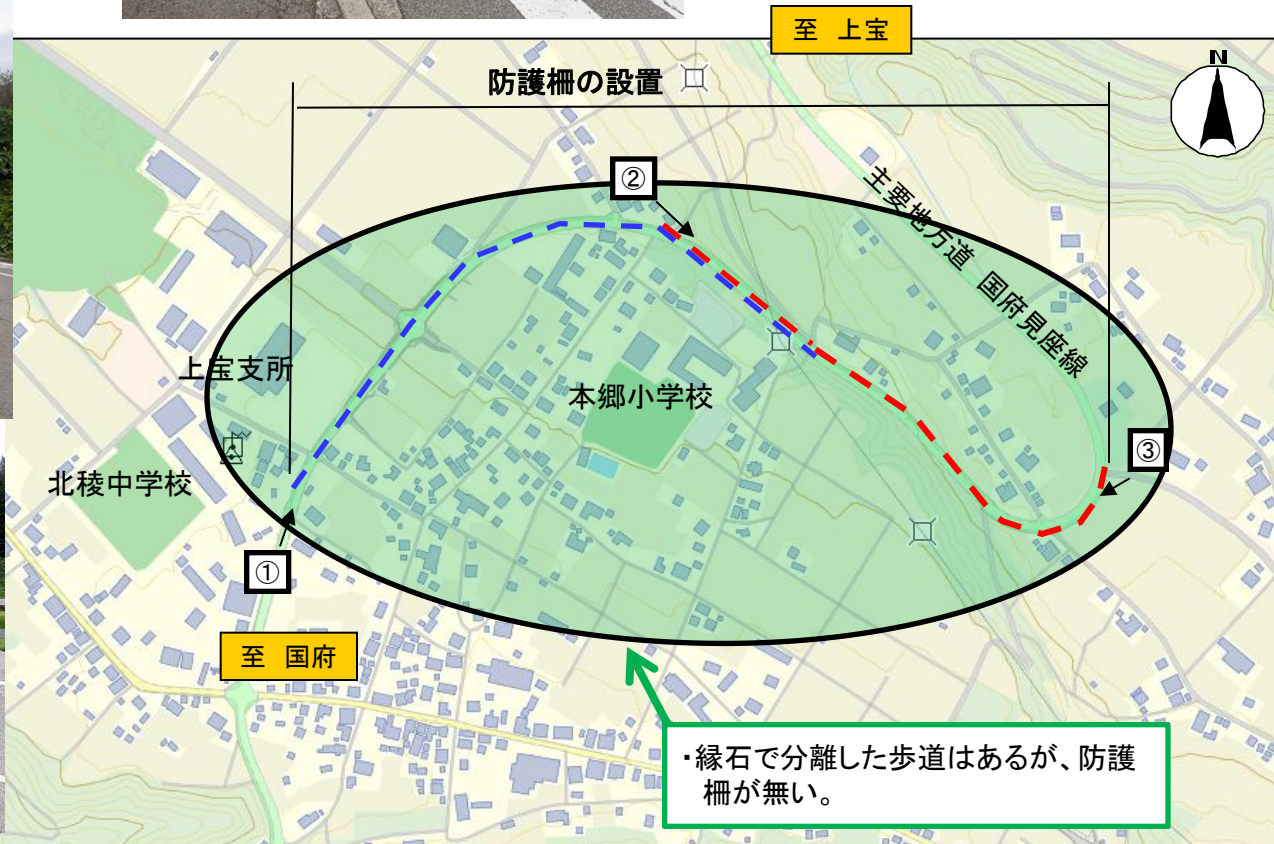 至 上宝
N
防護柵の設置
②
主要地方道 国府見座線
上宝支所
本郷小学校
③
北稜中学校
①
至 国府
・縁石で分離した歩道はあるが、防護
柵が無い。